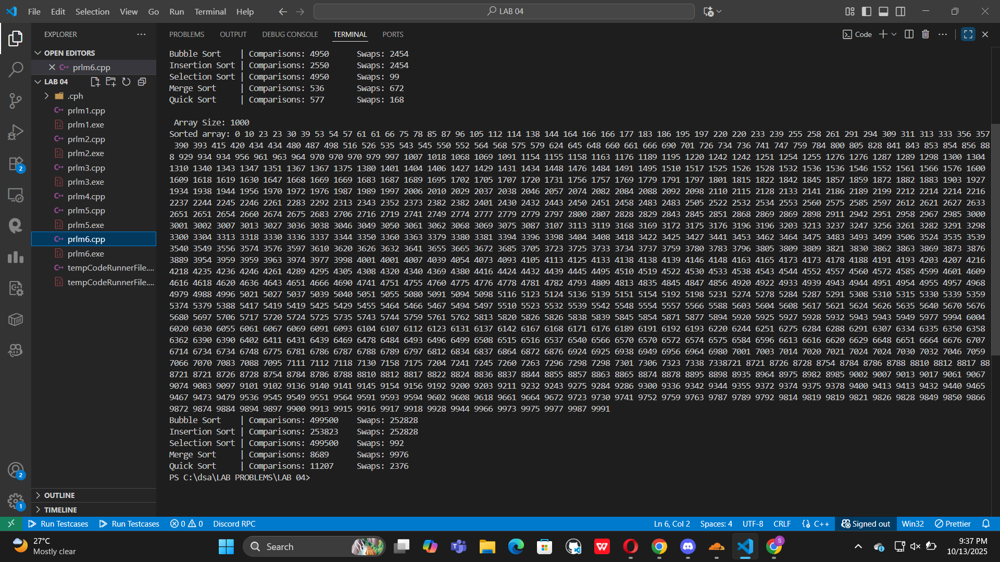 File Edit Selection View Go Run Terminal Help
LAB 04
EXPLORER
OPEN EDITORS
prlm6.cpp
LAB 04
.cph
prlm1.cpp
prlm1.exe
prlm2.cpp
prlm2.exe
prlm3.cpp
prlm3.exe
prlm4.cpp
prlm5.cpp
prlm5.exe
prlm6.cpp
prlm6.exe
tempCodeRunnerFile....
tempCodeRunnerFile....
OUTLINE
TIMELINE
2
2
1
PROBLEMS OUTPUT DEBUG CONSOLE TERMINAL PORTS
Code
Bubble Sort | Comparisons: 4950 Swaps: 2454
Insertion Sort | Comparisons: 2550 Swaps: 2454
Selection Sort | Comparisons: 4950 Swaps: 99
Merge Sort | Comparisons: 536 Swaps: 672
Quick Sort | Comparisons: 577 Swaps: 168
Array Size: 1000
Sorted array: 0 10 23 23 30 39 53 54 57 61 61 66 75 78 85 87 96 105 112 114 138 144 164 166 166 177 183 186 195 197 220 220 233 239 255 258 261 291 294 309 311 313 333 356 357
390 393 415 420 434 434 480 487 498 516 526 535 543 545 550 552 564 568 575 579 624 645 648 660 661 666 690 701 726 734 736 741 747 759 784 800 805 828 841 843 853 854 856 88
8 929 934 934 956 961 963 964 970 970 970 979 997 1007 1018 1068 1069 1091 1154 1155 1158 1163 1176 1189 1195 1220 1242 1242 1251 1254 1255 1276 1276 1287 1289 1298 1300 1304
1310 1340 1343 1347 1351 1367 1367 1375 1380 1401 1404 1406 1427 1429 1431 1434 1448 1476 1484 1491 1495 1510 1517 1525 1526 1528 1532 1536 1536 1546 1552 1561 1566 1576 1600
1609 1618 1619 1630 1647 1668 1669 1669 1683 1687 1689 1695 1702 1705 1707 1720 1731 1756 1757 1769 1779 1791 1797 1801 1815 1822 1842 1845 1857 1859 1872 1882 1883 1903 1927
1934 1938 1944 1956 1970 1972 1976 1987 1989 1997 2006 2010 2029 2037 2038 2046 2057 2074 2082 2084 2088 2092 2098 2110 2115 2128 2133 2141 2186 2189 2199 2212 2214 2214 2216
2237 2244 2245 2246 2261 2283 2292 2313 2343 2352 2373 2382 2382 2401 2430 2432 2443 2450 2451 2458 2483 2483 2505 2522 2532 2534 2553 2560 2575 2585 2597 2612 2621 2627 2633
2651 2651 2654 2660 2674 2675 2683 2706 2716 2719 2741 2749 2774 2777 2779 2779 2797 2800 2807 2828 2829 2843 2845 2851 2868 2869 2869 2898 2911 2942 2951 2958 2967 2985 3000
3001 3002 3007 3013 3027 3036 3038 3046 3049 3050 3061 3062 3068 3069 3075 3087 3107 3113 3119 3168 3169 3172 3175 3176 3196 3196 3203 3213 3237 3247 3256 3261 3282 3291 3298
3300 3304 3313 3318 3330 3336 3337 3344 3350 3360 3363 3379 3380 3381 3394 3396 3398 3404 3408 3418 3422 3425 3427 3441 3453 3462 3464 3475 3483 3493 3499 3506 3524 3535 3539
3540 3549 3556 3574 3576 3597 3610 3620 3626 3632 3641 3655 3665 3672 3685 3705 3723 3725 3733 3734 3737 3759 3780 3783 3796 3805 3809 3809 3821 3830 3862 3863 3869 3873 3876
3889 3954 3959 3959 3963 3974 3977 3998 4001 4001 4007 4039 4054 4073 4093 4105 4113 4125 4133 4138 4138 4139 4146 4148 4163 4165 4173 4173 4178 4188 4191 4193 4203 4207 4216
4218 4235 4236 4246 4261 4289 4295 4305 4308 4320 4340 4369 4380 4416 4424 4432 4439 4445 4495 4510 4519 4522 4530 4533 4538 4543 4544 4552 4557 4560 4572 4585 4599 4601 4609
4616 4618 4620 4636 4643 4651 4666 4690 4741 4751 4755 4760 4775 4776 4778 4781 4782 4793 4809 4813 4835 4845 4847 4856 4920 4922 4933 4939 4943 4944 4951 4954 4955 4957 4968
4979 4988 4996 5021 5027 5037 5039 5040 5051 5055 5080 5091 5094 5098 5116 5123 5124 5136 5139 5151 5154 5192 5198 5231 5274 5278 5284 5287 5291 5308 5310 5315 5330 5339 5359
5374 5379 5388 5417 5419 5419 5425 5429 5455 5464 5466 5467 5494 5497 5510 5523 5532 5539 5542 5548 5554 5557 5566 5588 5603 5604 5608 5617 5621 5624 5626 5635 5640 5670 5676
5680 5697 5706 5717 5720 5724 5725 5735 5743 5744 5759 5761 5762 5813 5820 5826 5826 5838 5839 5845 5854 5871 5877 5894 5920 5925 5927 5928 5932 5943 5943 5949 5977 5994 6004
6020 6030 6055 6061 6067 6069 6091 6093 6104 6107 6112 6123 6131 6137 6142 6167 6168 6171 6176 6189 6191 6192 6193 6220 6244 6251 6275 6284 6288 6291 6307 6334 6335 6350 6358
6362 6390 6390 6402 6411 6431 6439 6469 6478 6484 6493 6496 6499 6508 6515 6516 6537 6540 6566 6570 6570 6572 6574 6575 6584 6596 6613 6616 6620 6629 6648 6651 6664 6676 6707
6714 6734 6734 6748 6775 6781 6786 6787 6788 6789 6797 6812 6834 6837 6864 6872 6876 6924 6925 6938 6949 6956 6964 6980 7001 7003 7014 7020 7021 7024 7024 7030 7032 7046 7059
7066 7070 7083 7088 7095 7111 7112 7118 7130 7158 7175 7204 7241 7245 7260 7263 7296 7298 7298 7301 7306 7323 7338 7338721 8721 8726 8728 8754 8784 8786 8788 8810 8812 8817 88
8721 8721 8726 8728 8754 8784 8786 8788 8810 8812 8817 8822 8824 8836 8837 8844 8855 8857 8863 8865 8874 8878 8895 8898 8935 8964 8975 8982 8985 9002 9007 9013 9017 9061 9067
9074 9083 9097 9101 9102 9136 9140 9141 9145 9154 9156 9192 9200 9203 9211 9232 9243 9275 9284 9286 9300 9336 9342 9344 9355 9372 9374 9375 9378 9400 9413 9413 9432 9440 9465
9467 9473 9479 9536 9545 9549 9551 9564 9591 9593 9594 9602 9608 9618 9661 9664 9672 9723 9730 9741 9752 9759 9763 9787 9789 9792 9814 9819 9819 9821 9826 9828 9849 9850 9866
9872 9874 9884 9894 9897 9900 9913 9915 9916 9917 9918 9928 9944 9966 9973 9975 9977 9987 9991
Bubble Sort | Comparisons: 499500 Swaps: 252828
Insertion Sort | Comparisons: 253823 Swaps: 252828
Selection Sort | Comparisons: 499500 Swaps: 992
Merge Sort | Comparisons: 8689 Swaps: 9976
Quick Sort | Comparisons: 11207 Swaps: 2376
PS C:\dsa\LAB PROBLEMS\LAB 04>
Run Testcases Run Testcases 0 0 Discord RPC Ln 6, Col 2 Spaces: 4 UTF-8 CRLF {} C++ Signed out Win32 Prettier
27°C
Mostly clear
Search
S
9:37 PM
10/13/2025